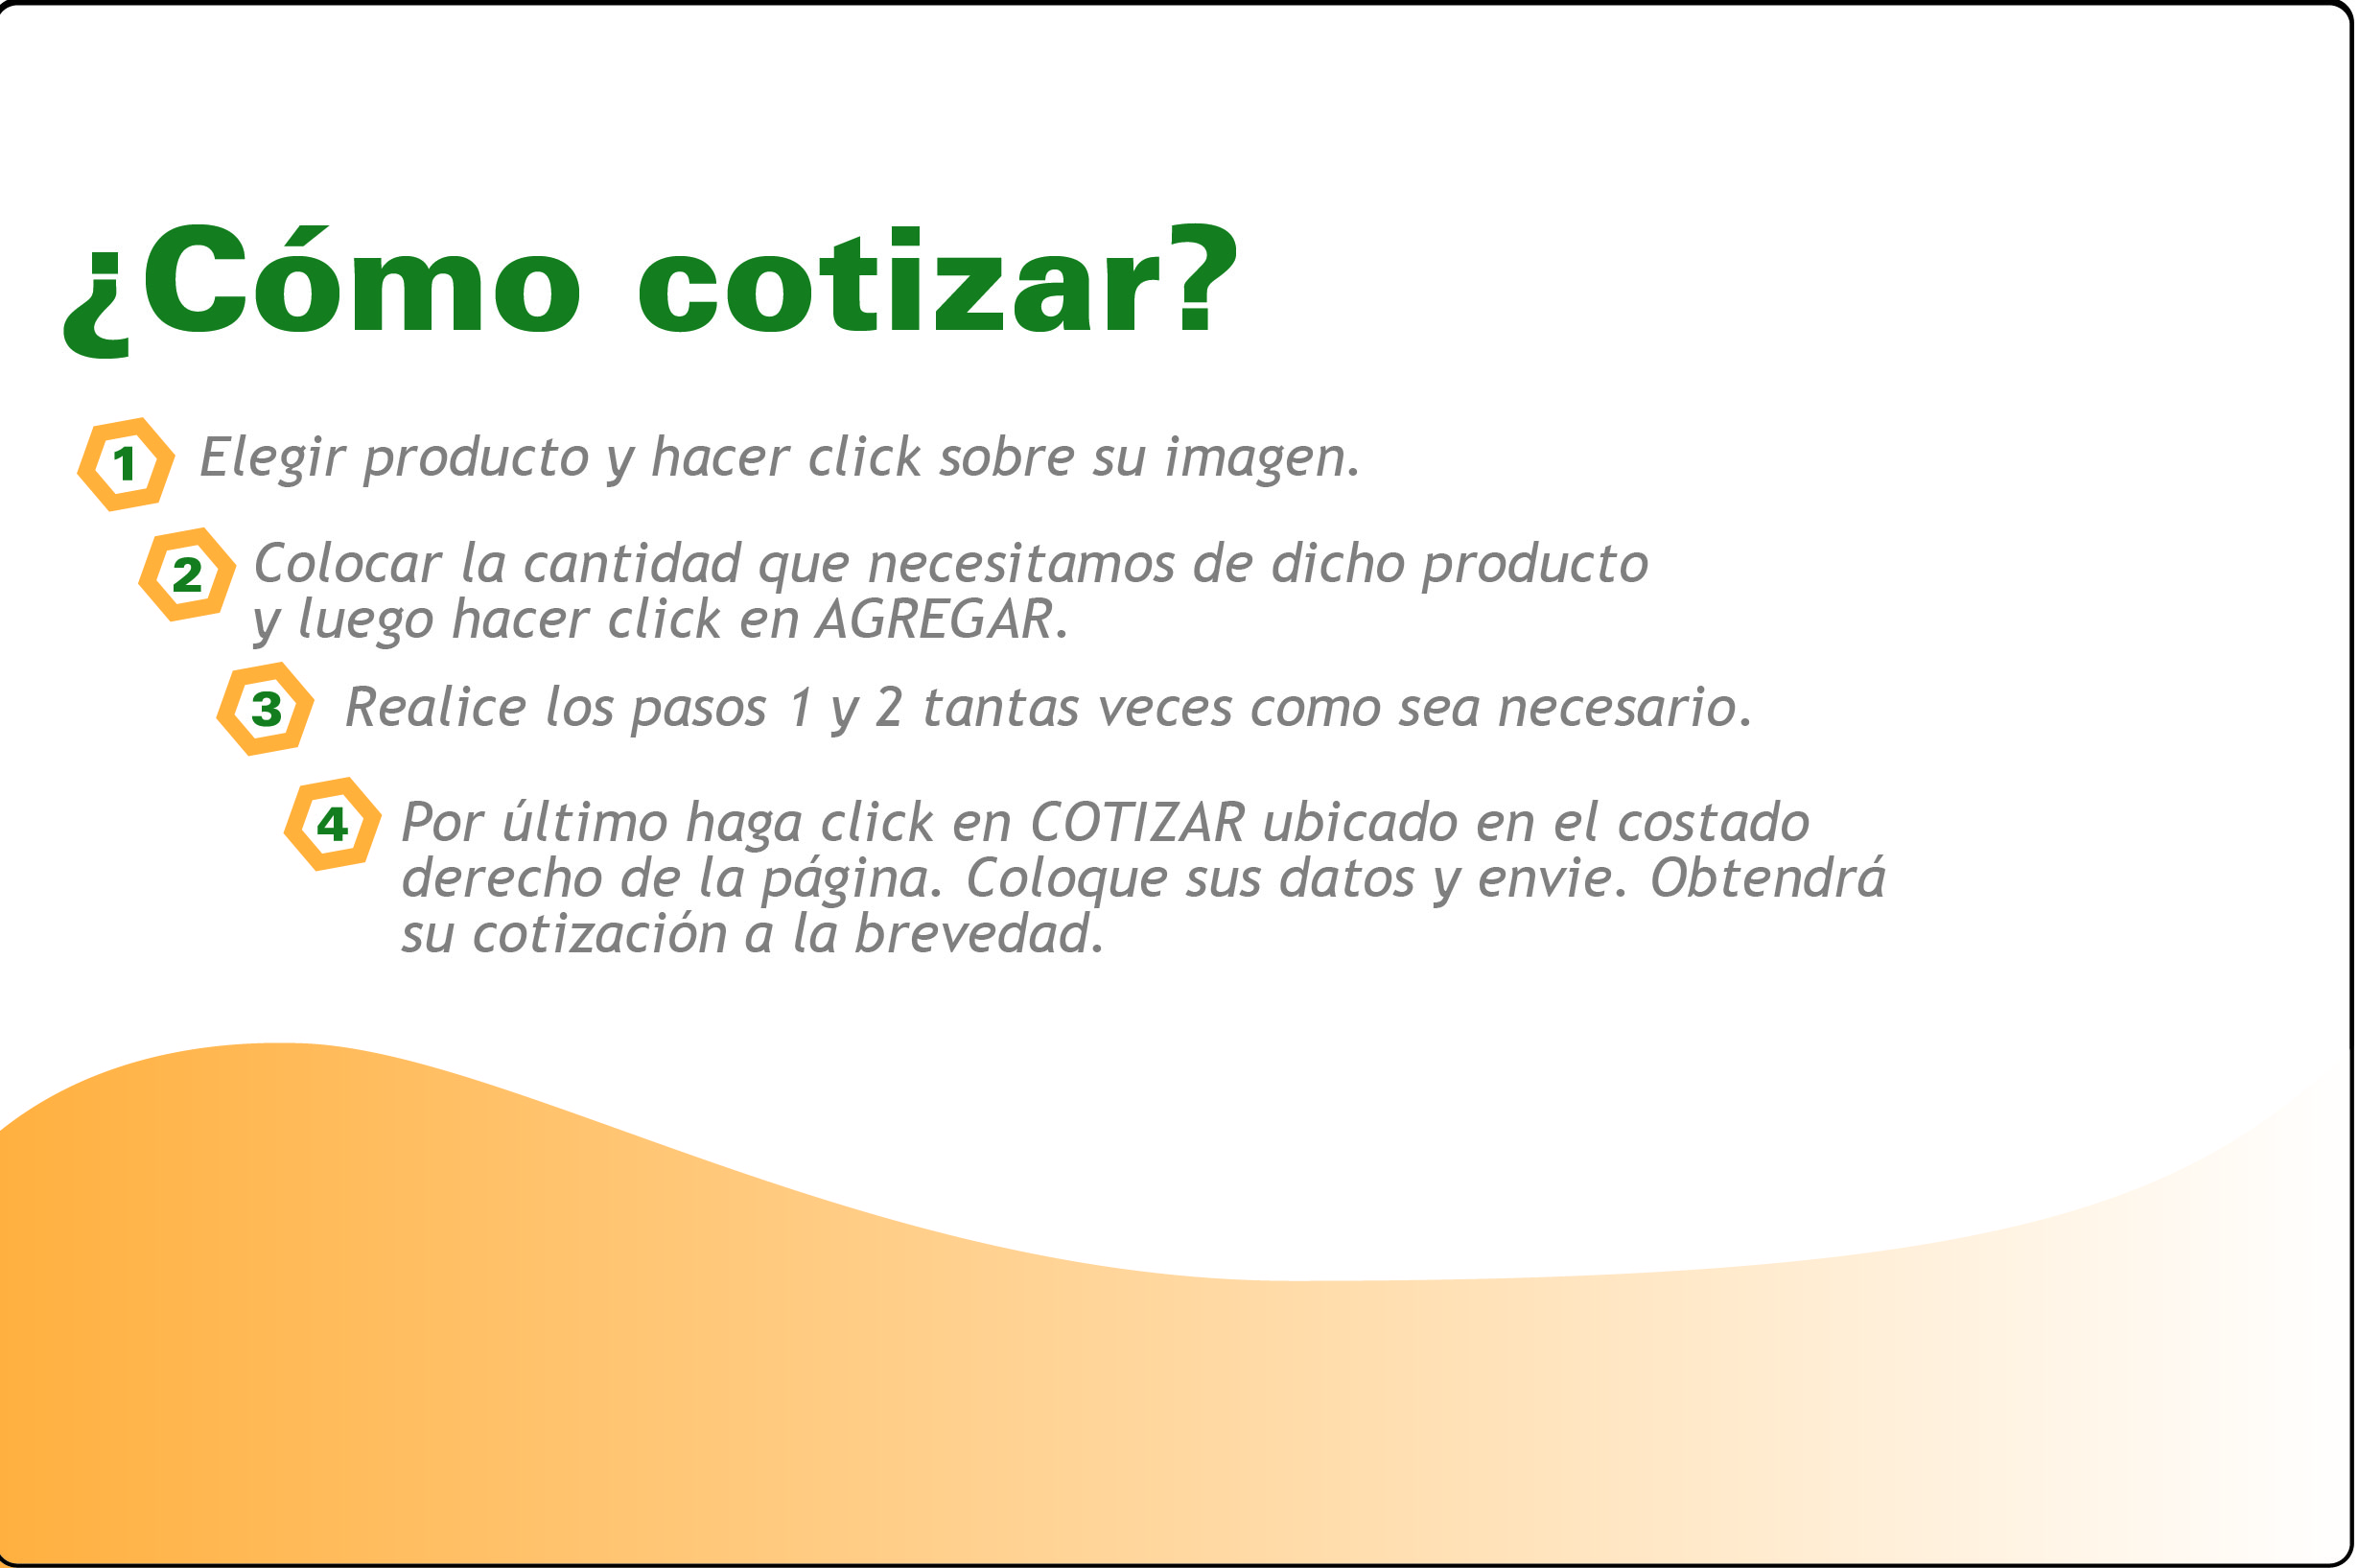 ¿Cómo cotizar?
1 Elegir producto y hacer click sobre su imagen.
2 Colocar la cantidad que necesitamos de dicho producto
y luego hacer click en AGREGAR.
3 Realice los pasos 1 y 2 tantas veces como sea necesario.
4 Por último haga click en COTIZAR ubicado en el costado
derecho de la página. Coloque sus datos y envie. Obtendrá
su cotización a la brevedad.